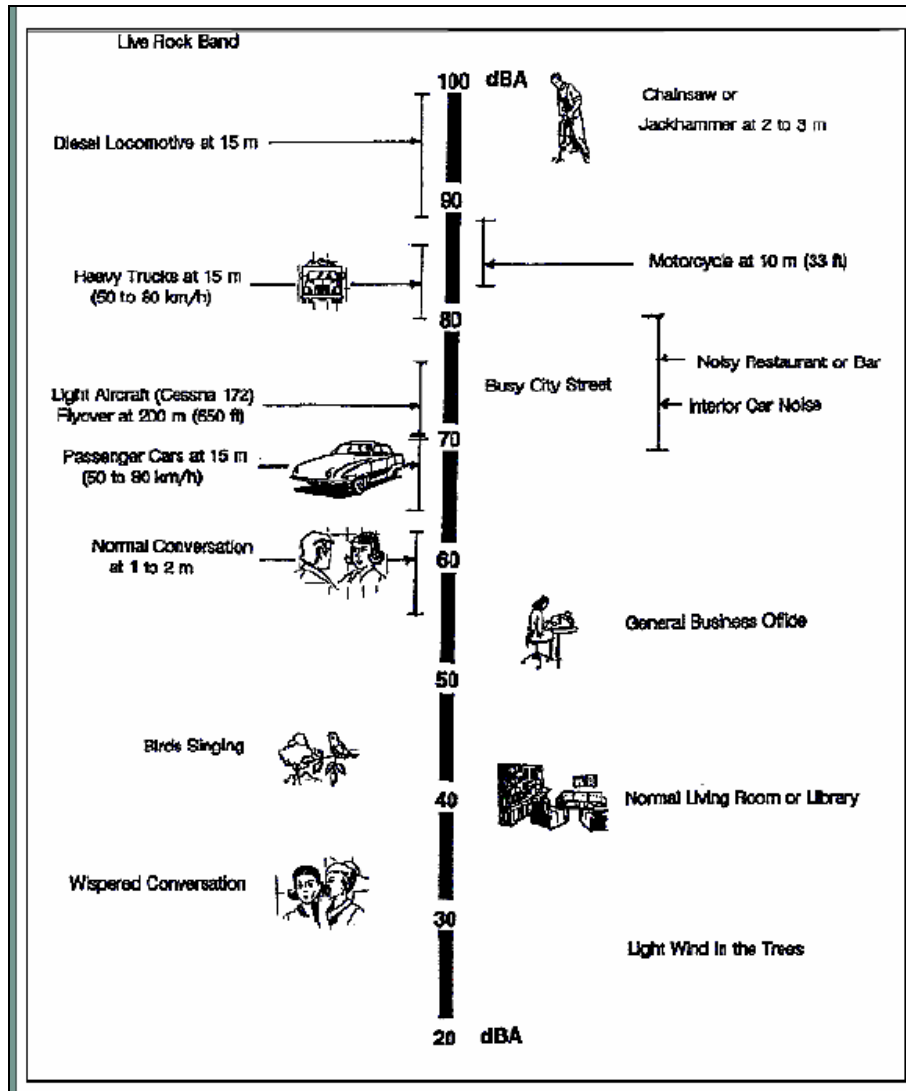 Live Rock Band
100 dBA
Chainsaw or
Jackhammer at 2 to 3 m
Diesel Locomotive at 15 m
90
Motorcycle at 10 m (33 ft)
Heavy Trucks at 15 m
(50 to 80 km/h)
80
Noisy Restaurant or Bar
Busy City Street
Light Aircraft (Cessna 172)
Flyover at 200 m (650 ft)
Interior Car Noise
70
Passenger Cars at 15 m
(50 to 80 km/h)
Normal Conversation
at 1 to 2 m
60
General Business Office
50
Birds Singing
40
Normal Living Room or Library
Wispered Conversation
30
Light Wind in the Trees
20 dBA